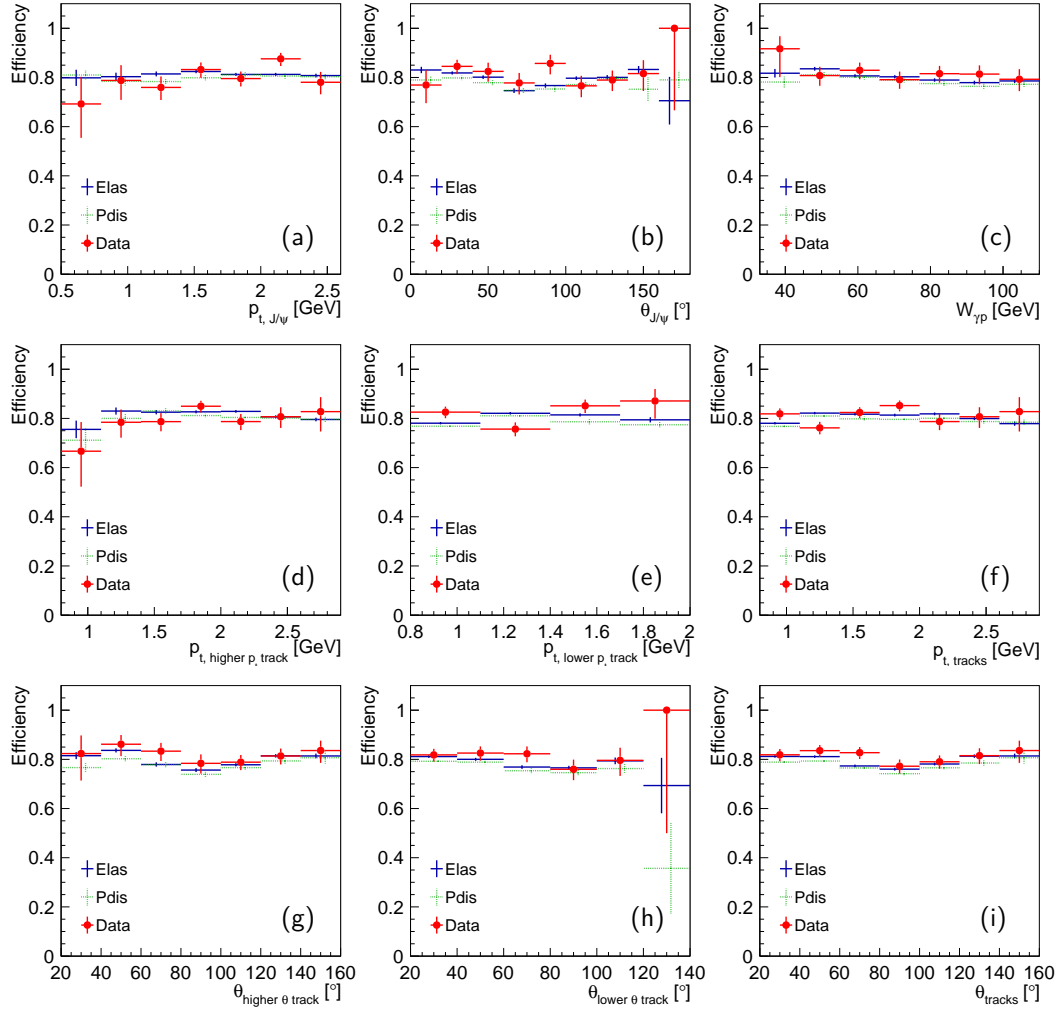 Efficiency
1
0.8
0.6
0.4
0.2
0
Elas
Pdis
Data
(a)
0.5 1 1.5 2 2.5
p_t, J/ψ [GeV]
Efficiency
1
0.8
0.6
0.4
0.2
0
Elas
Pdis
Data
(b)
0 50 100 150
θ_J/ψ [°]
Efficiency
1
0.8
0.6
0.4
0.2
0
Elas
Pdis
Data
(c)
40 60 80 100
W_γp [GeV]
Efficiency
1
0.8
0.6
0.4
0.2
0
Elas
Pdis
Data
(d)
1 1.5 2 2.5
p_t, higher p_t track [GeV]
Efficiency
1
0.8
0.6
0.4
0.2
0
Elas
Pdis
Data
(e)
0.8 1 1.2 1.4 1.6 1.8 2
p_t, lower p_t track [GeV]
Efficiency
1
0.8
0.6
0.4
0.2
0
Elas
Pdis
Data
(f)
1 1.5 2 2.5
p_t, tracks [GeV]
Efficiency
1
0.8
0.6
0.4
0.2
0
Elas
Pdis
Data
(g)
20 40 60 80 100 120 140 160
θ_higher θ track [°]
Efficiency
1
0.8
0.6
0.4
0.2
0
Elas
Pdis
Data
(h)
20 40 60 80 100 120 140
θ_lower θ track [°]
Efficiency
1
0.8
0.6
0.4
0.2
0
Elas
Pdis
Data
(i)
20 40 60 80 100 120 140 160
θ_tracks [°]